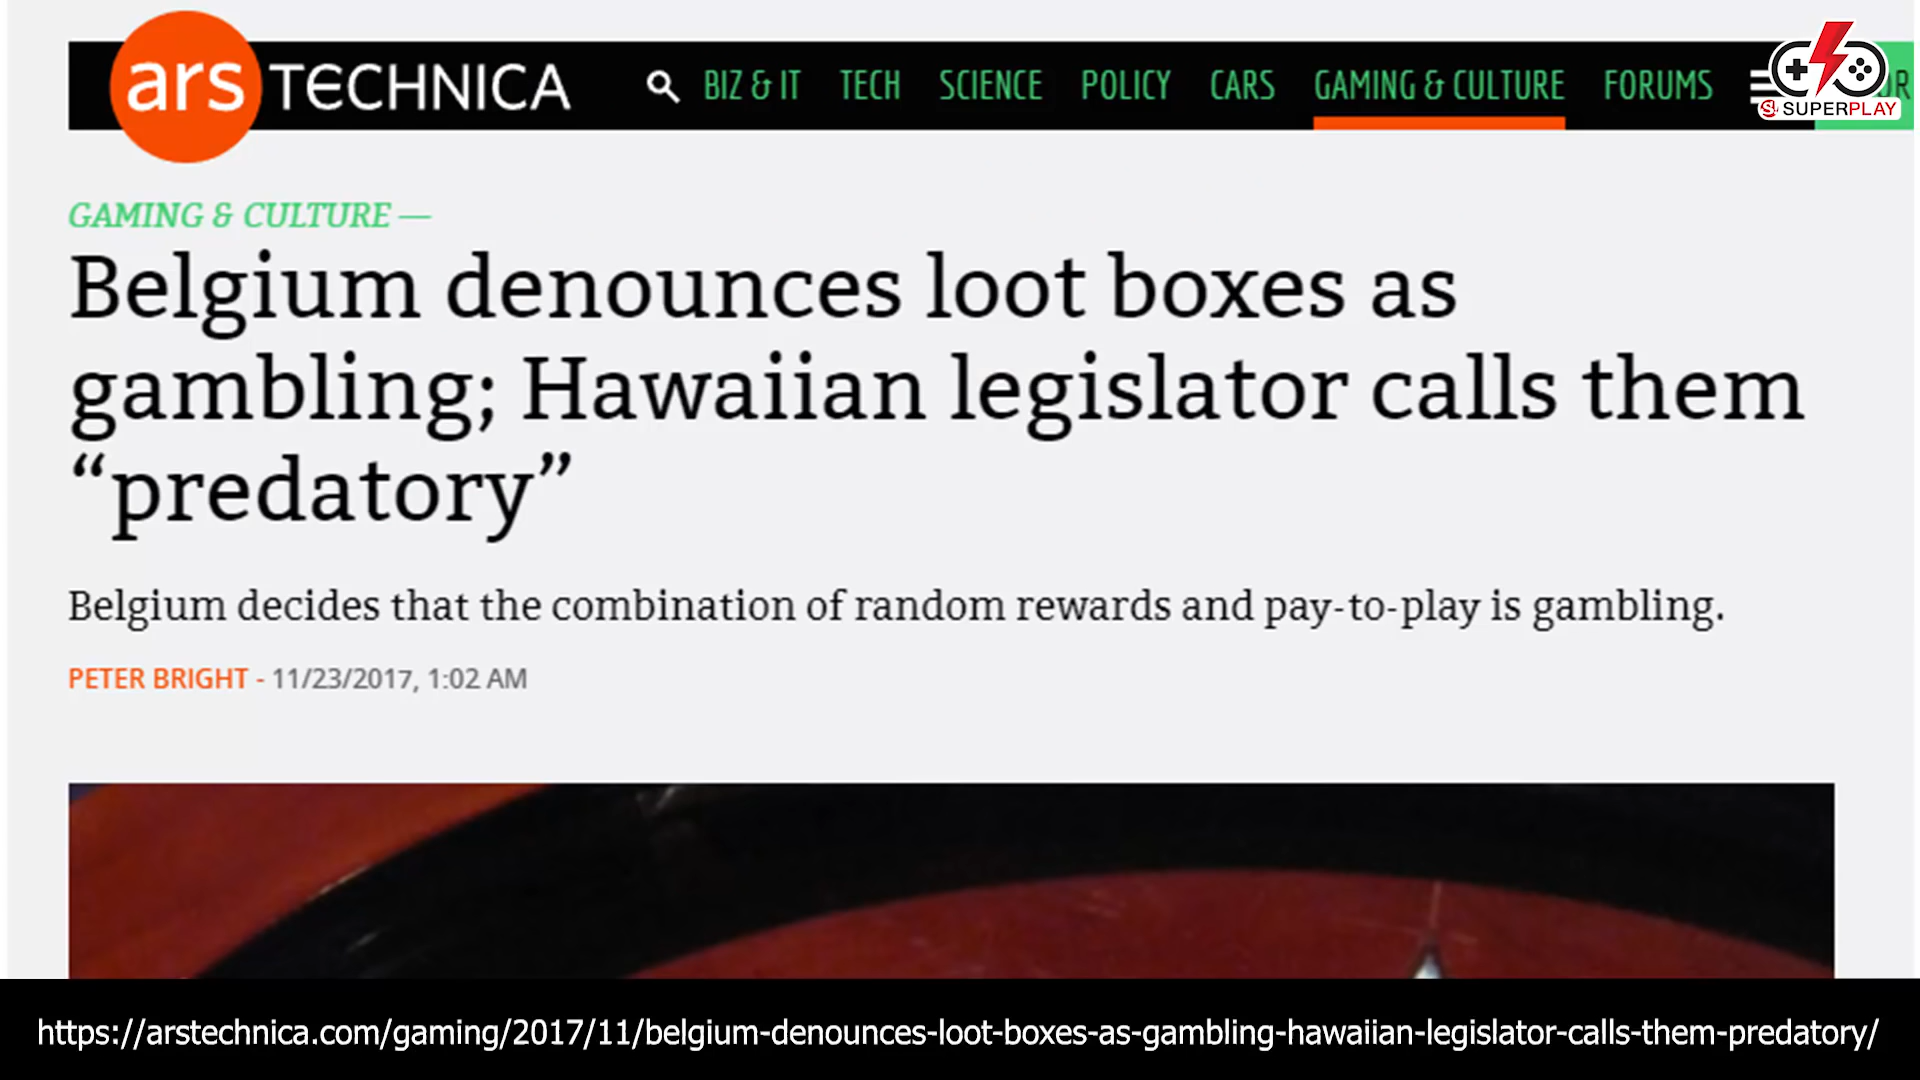 ars TECHNICA BIZ & IT TECH SCIENCE POLICY CARS GAMING & CULTURE FORUMS
SUPERPLAY
GAMING & CULTURE —
Belgium denounces loot boxes as
gambling; Hawaiian legislator calls them
“predatory”
Belgium decides that the combination of random rewards and pay-to-play is gambling.
PETER BRIGHT - 11/23/2017, 1:02 AM
https://arstechnica.com/gaming/2017/11/belgium-denounces-loot-boxes-as-gambling-hawaiian-legislator-calls-them-predatory/